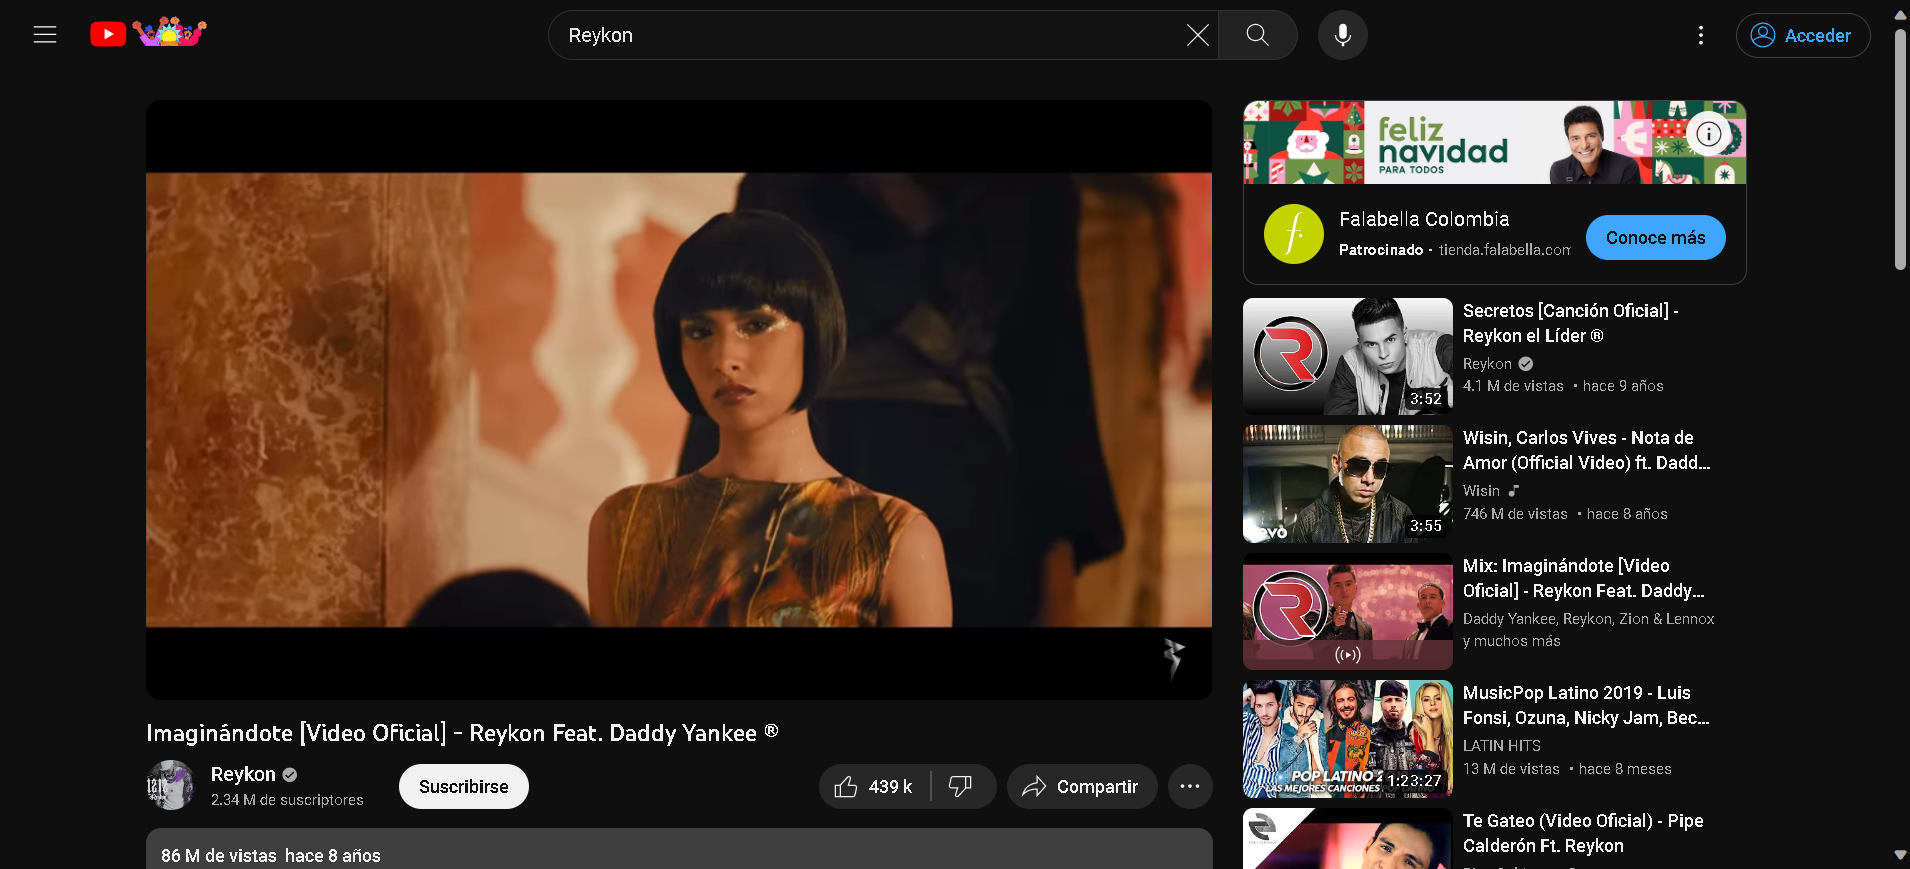 Reykon
Acceder
feliz
navidad
PARA TODOS
Falabella Colombia
Patrocinado · tienda.falabella.com
Conoce más
Imaginándote [Video Oficial] - Reykon Feat. Daddy Yankee ®
Reykon
2.34 M de suscriptores
Suscribirse
439 k
Compartir
86 M de vistas hace 8 años
Secretos [Canción Oficial] -
Reykon el Líder ®
Reykon
4.1 M de vistas • hace 9 años
3:52
Wisin, Carlos Vives - Nota de
Amor (Official Video) ft. Dadd...
Wisin
746 M de vistas • hace 8 años
vevo
3:55
Mix: Imaginándote [Video
Oficial] - Reykon Feat. Daddy...
Daddy Yankee, Reykon, Zion & Lennox
y muchos más
MusicPop Latino 2019 - Luis
Fonsi, Ozuna, Nicky Jam, Bec...
LATIN HITS
13 M de vistas • hace 8 meses
POP LATINO 2
LAS MEJORES CANCIONES POP LATINO
1:23:27
Te Gateo (Video Oficial) - Pipe
Calderón Ft. Reykon